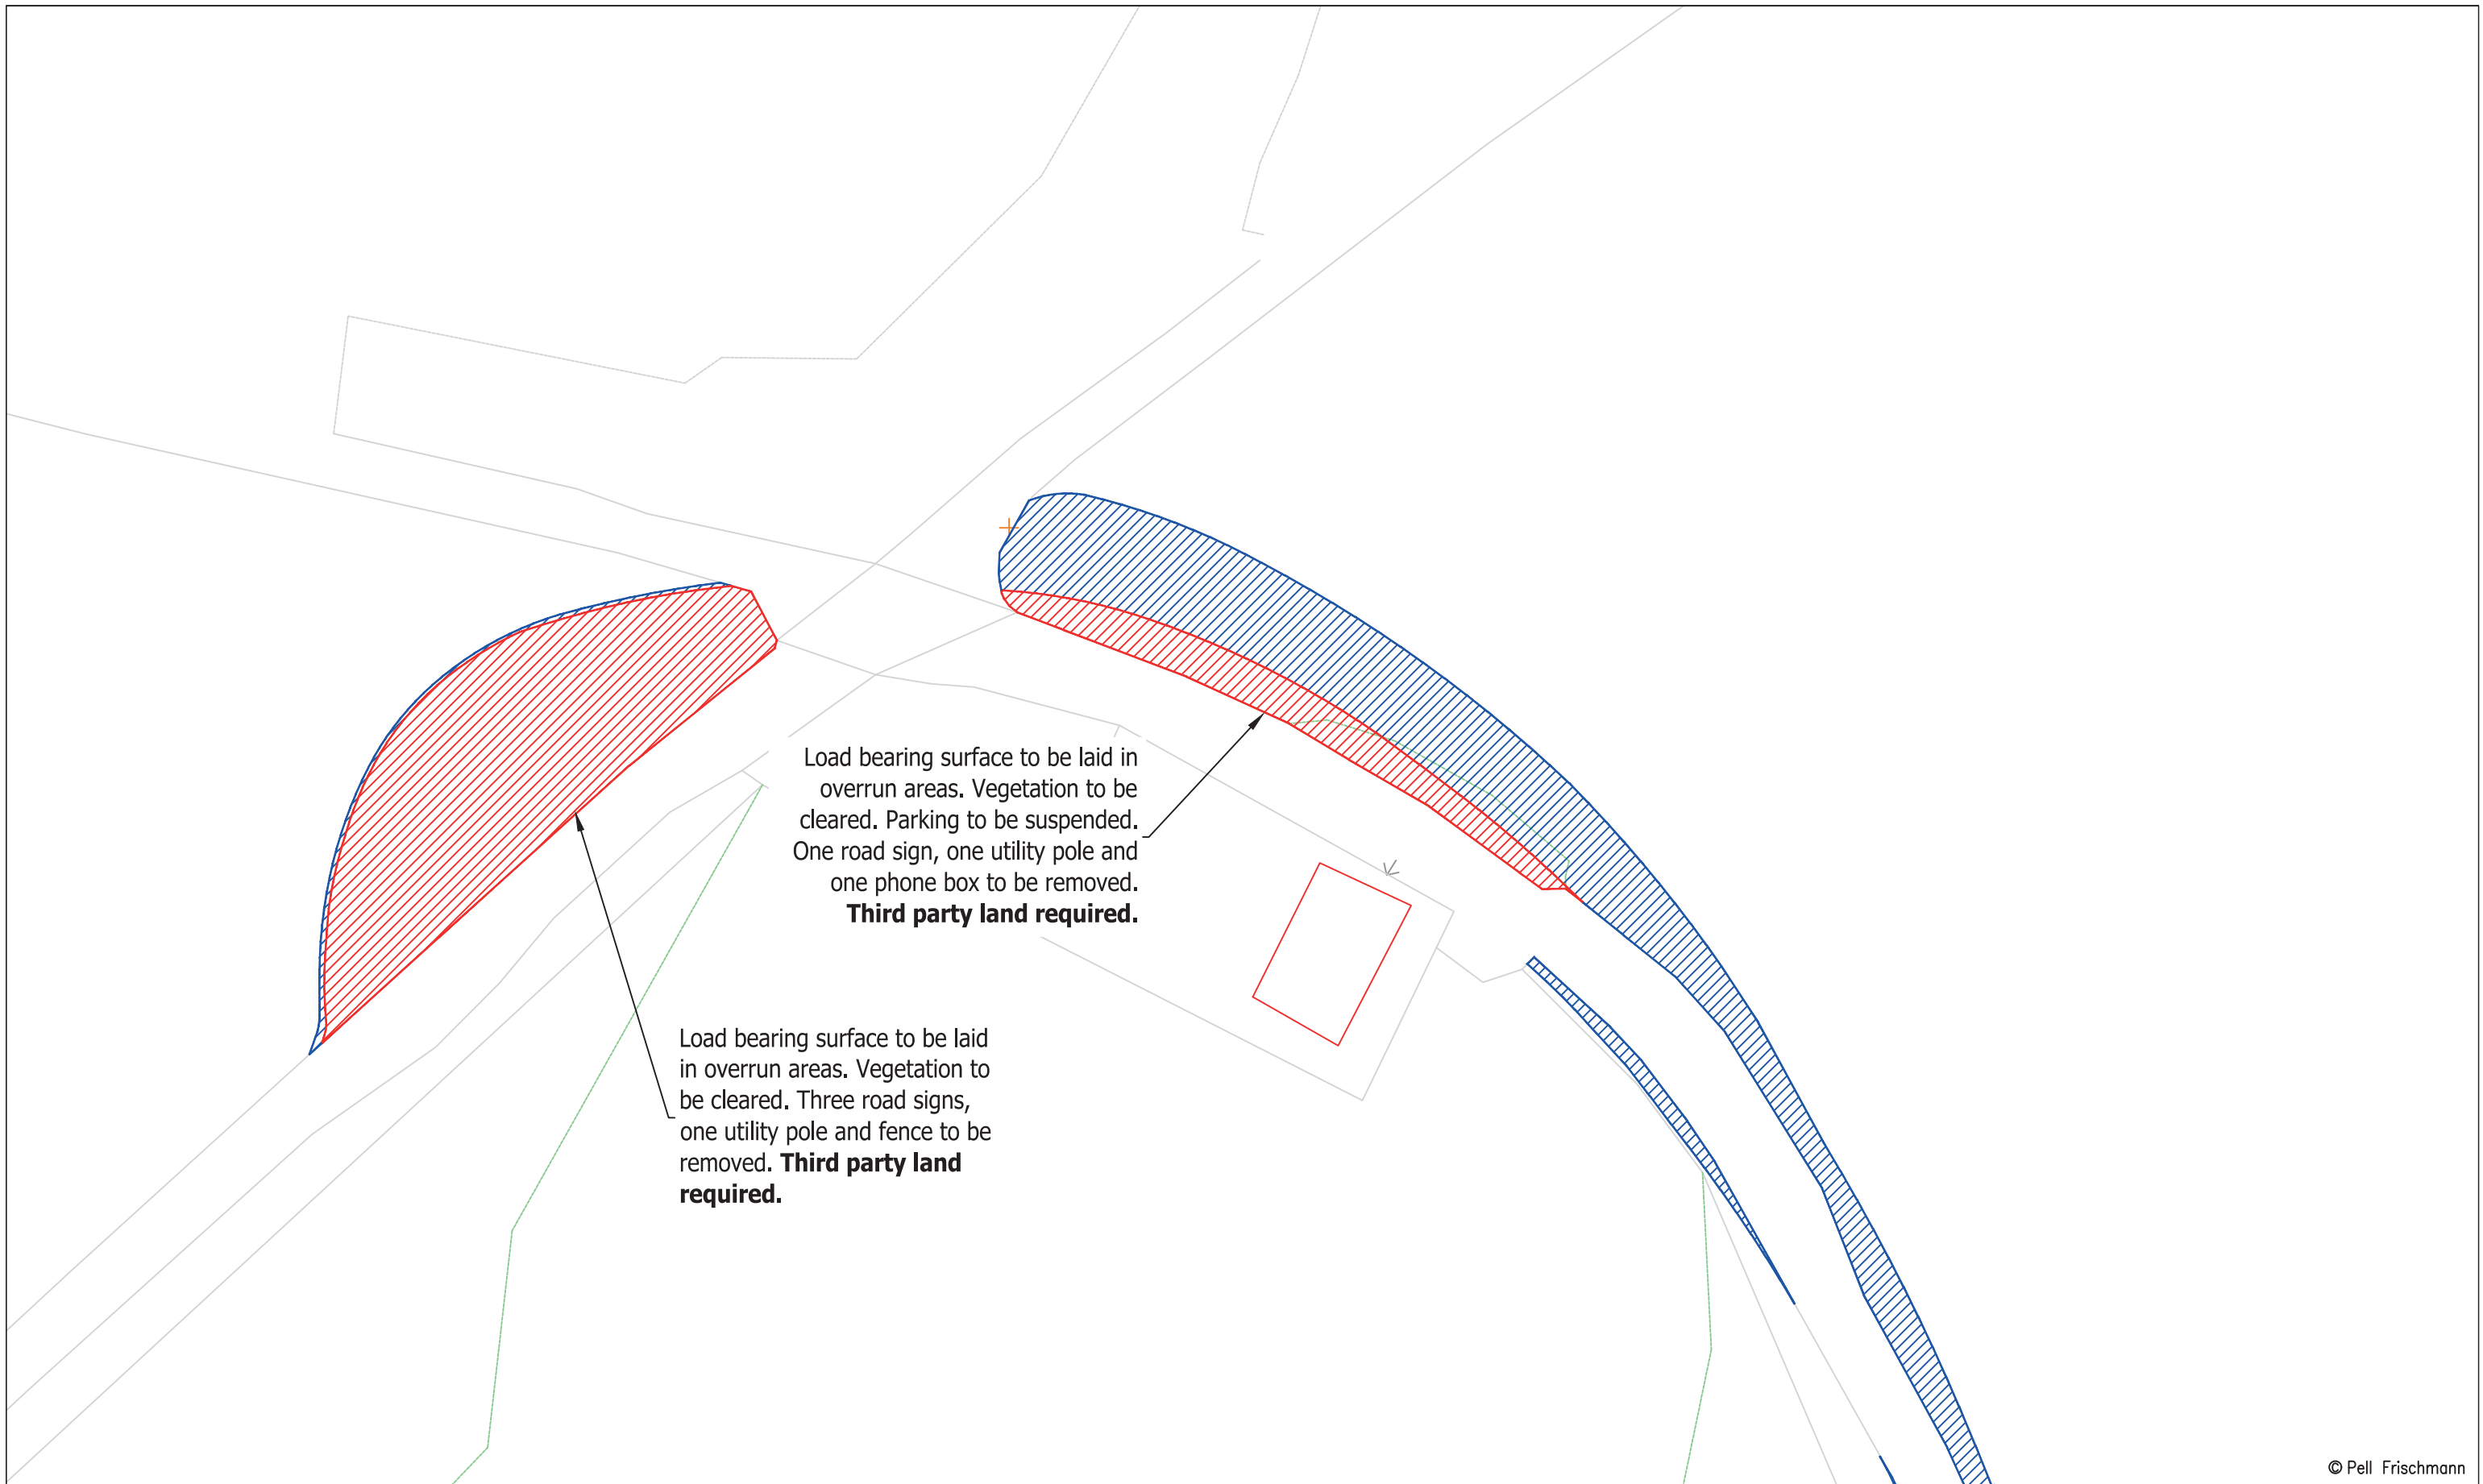 Load bearing surface to be laid in
overrun areas. Vegetation to be
cleared. Parking to be suspended.
One road sign, one utility pole and
one phone box to be removed.
Third party land required.
Load bearing surface to be laid
in overrun areas. Vegetation to
be cleared. Three road signs,
one utility pole and fence to be
removed. Third party land
required.
© Pell Frischmann